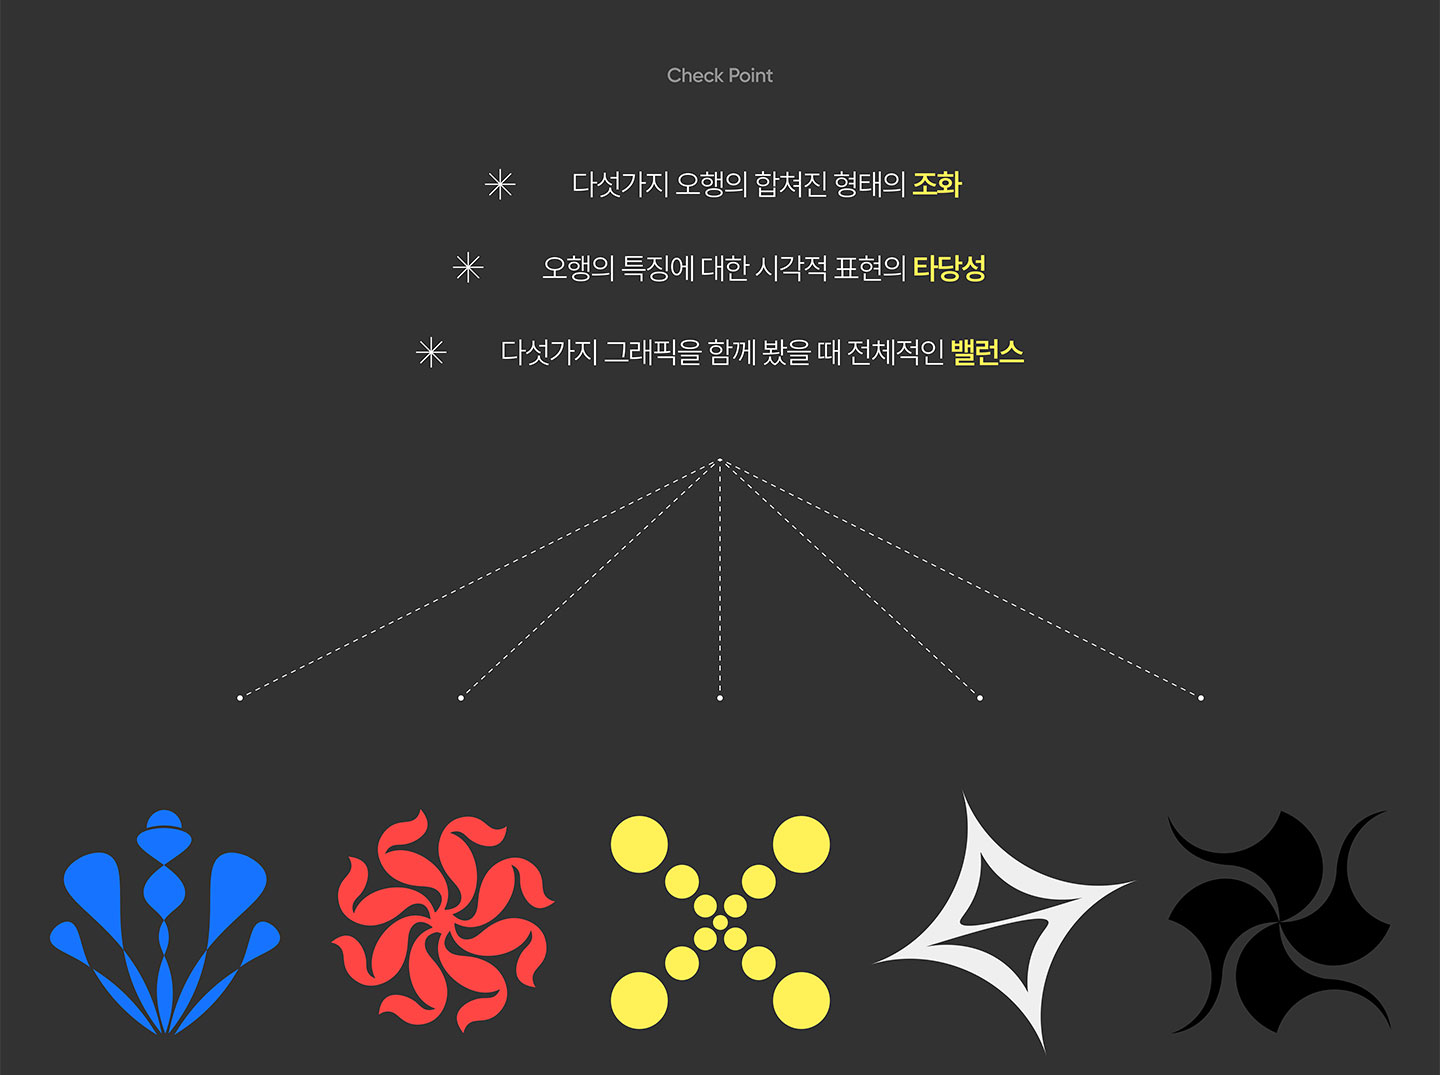 Check Point
다섯가지 오행의 합쳐진 형태의 조화
오행의 특징에 대한 시각적 표현의 타당성
다섯가지 그래픽을 함께 봤을 때 전체적인 밸런스